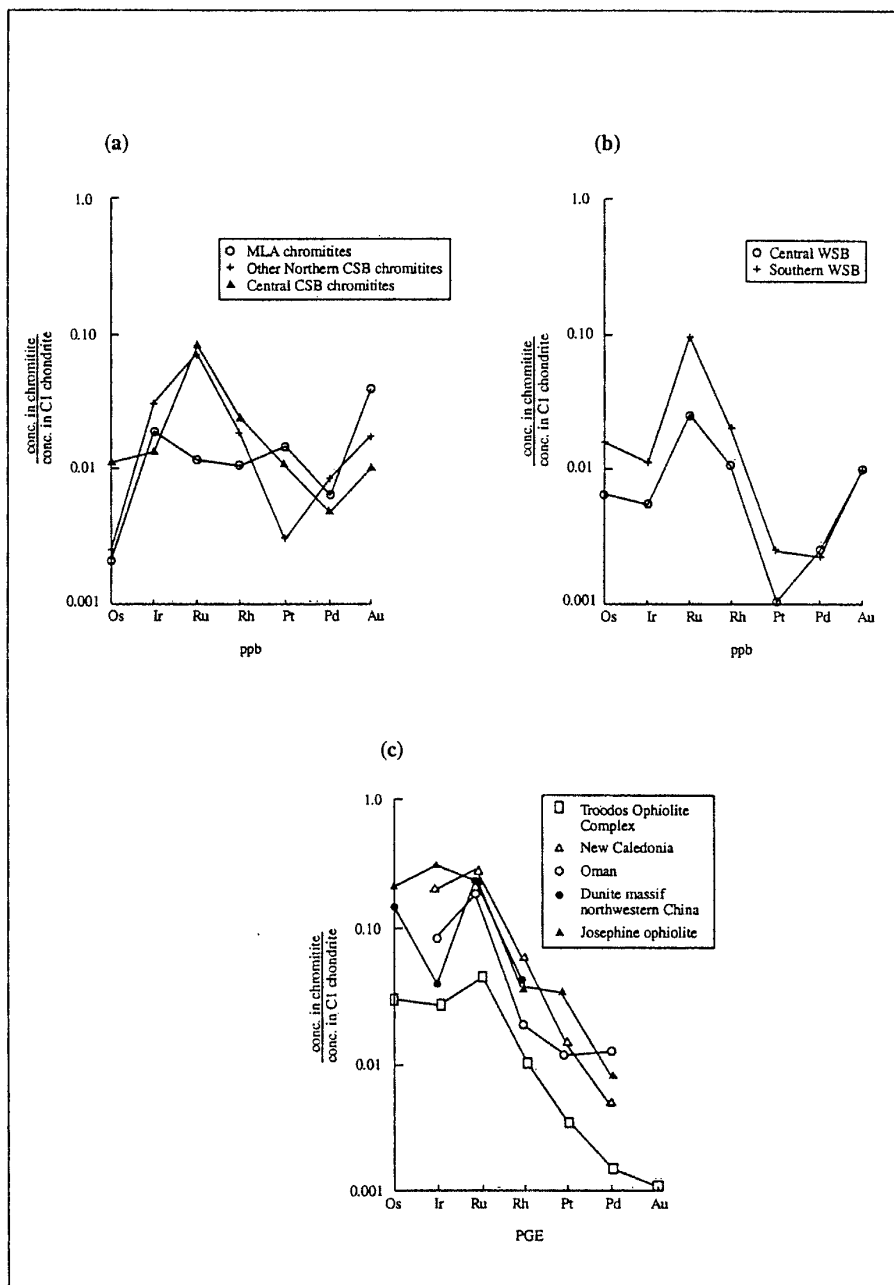 (a)
1.0
0.10
0.01
0.001
conc. in chromitite
conc. in C1 chondrite
MLA chromitites
Other Northern CSB chromitites
Central CSB chromitites
Os Ir Ru Rh Pt Pd Au
ppb
(b)
1.0
0.10
0.01
0.001
conc. in chromitite
conc. in C1 chondrite
Central WSB
Southern WSB
Os Ir Ru Rh Pt Pd Au
ppb
(c)
1.0
0.10
0.01
0.001
conc. in chromitite
conc. in C1 chondrite
Troodos Ophiolite
Complex
New Caledonia
Oman
Dunite massif
northwestern China
Josephine ophiolite
Os Ir Ru Rh Pt Pd Au
PGE